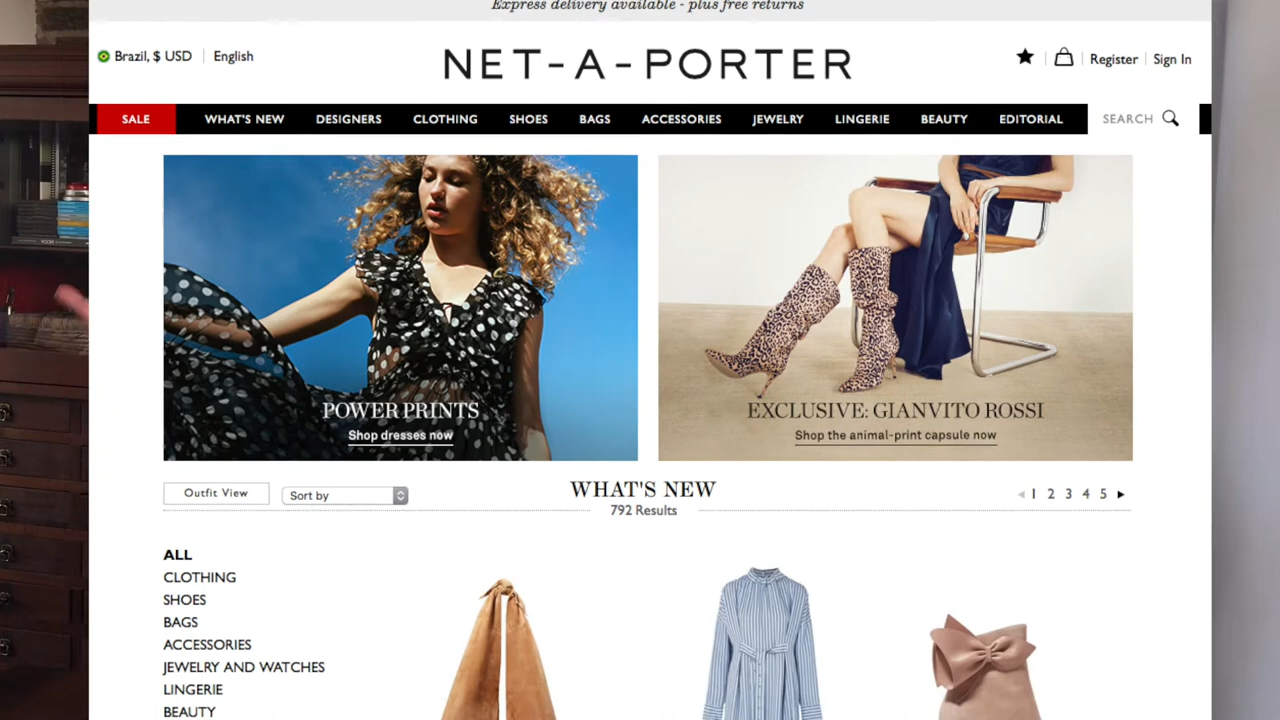 Express delivery available - plus free returns
Brazil, $ USD English
NET-A-PORTER
Register Sign In
SALE WHAT'S NEW DESIGNERS CLOTHING SHOES BAGS ACCESSORIES JEWELRY LINGERIE BEAUTY EDITORIAL SEARCH
POWER PRINTS
Shop dresses now
EXCLUSIVE: GIANVITO ROSSI
Shop the animal-print capsule now
Outfit View
Sort by
WHAT'S NEW
792 Results
1 2 3 4 5
ALL
CLOTHING
SHOES
BAGS
ACCESSORIES
JEWELRY AND WATCHES
LINGERIE
BEAUTY